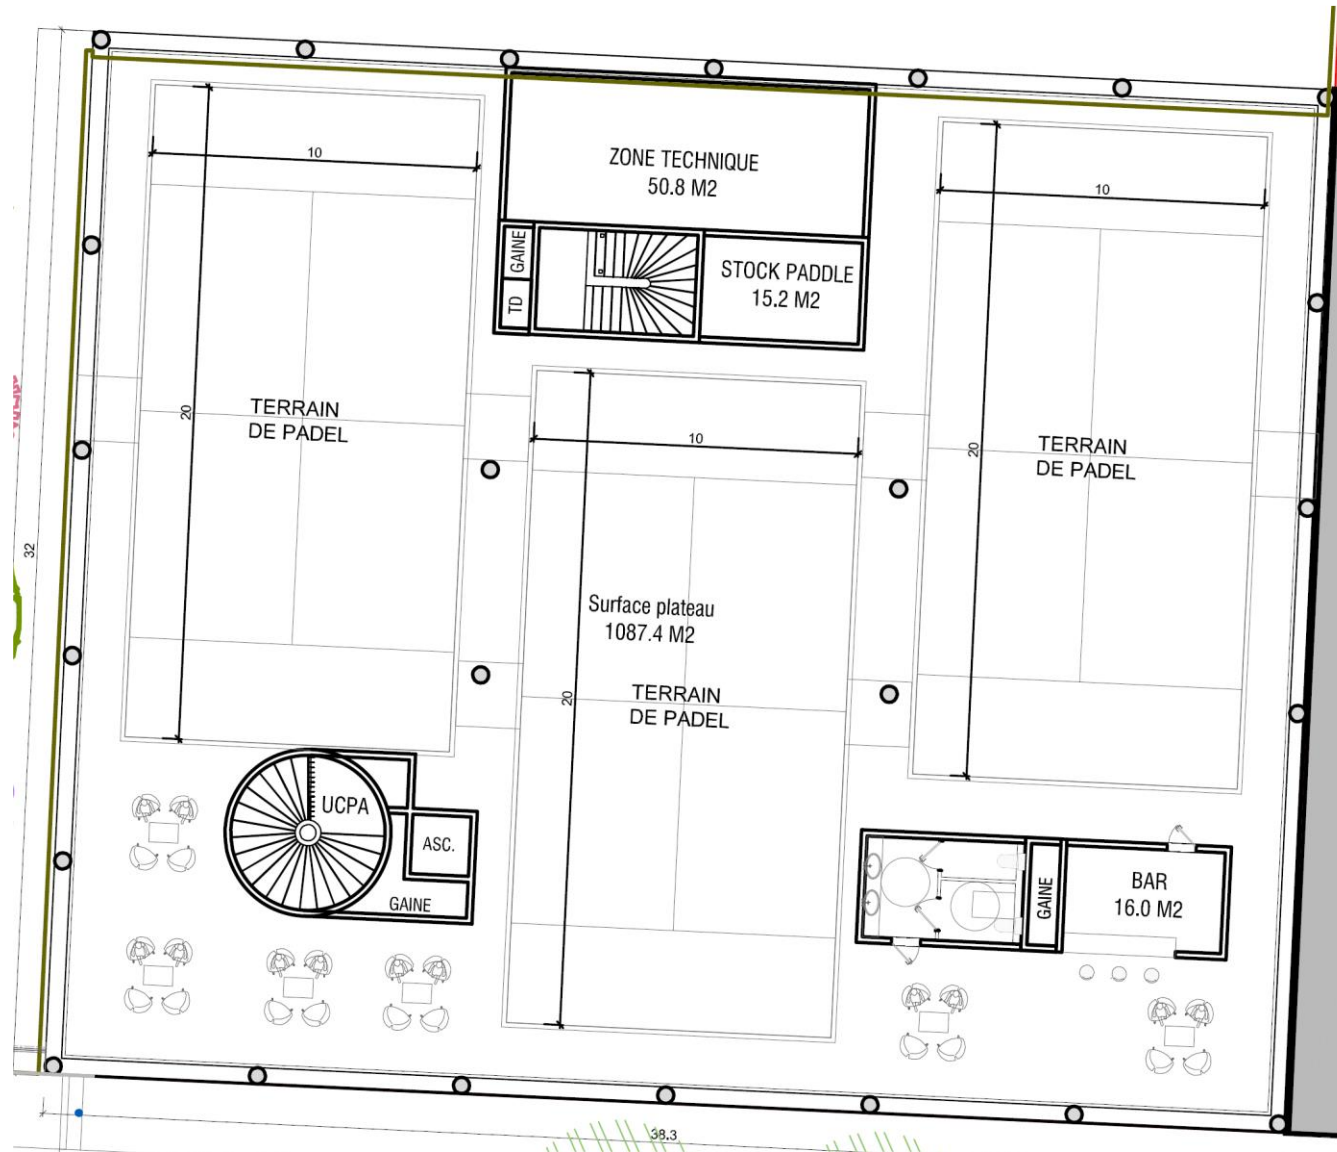 10
ZONE TECHNIQUE
50.8 M2
10
GAINE
TD
STOCK PADDLE
15.2 M2
TERRAIN
DE PADEL
20
10
TERRAIN
DE PADEL
20
32
Surface plateau
1087.4 M2
TERRAIN
DE PADEL
20
UCPA
ASC.
GAINE
GAINE
BAR
16.0 M2
38.3